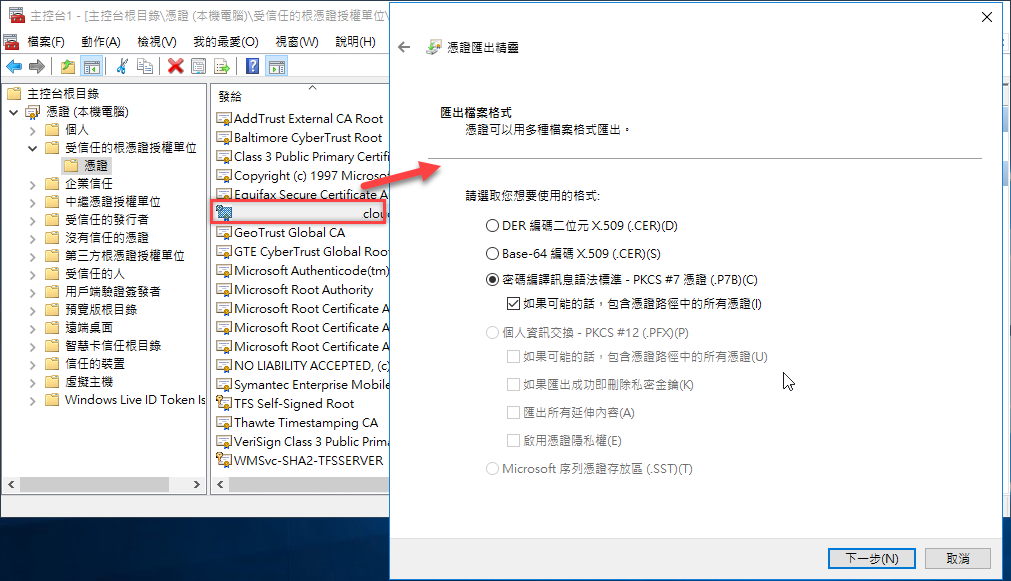 主控台1 - [主控台根目錄\憑證 (本機電腦)\受信任的根憑證授權單位\
檔案(F) 動作(A) 檢視(V) 我的最愛(O) 視窗(W) 說明(H)
主控台根目錄
憑證 (本機電腦)
個人
受信任的根憑證授權單位
憑證
企業信任
中繼憑證授權單位
受信任的發行者
沒有信任的憑證
第三方根憑證授權單位
受信任的人
用戶端驗證簽發者
預覽版根目錄
遠端桌面
智慧卡信任根目錄
信任的裝置
虛擬主機
Windows Live ID Token Is
發給
AddTrust External CA Root
Baltimore CyberTrust Root
Class 3 Public Primary Certifi
Copyright (c) 1997 Microso
Equifax Secure Certificate A
clou
GeoTrust Global CA
GTE CyberTrust Global Root
Microsoft Authenticode(tm)
Microsoft Root Authority
Microsoft Root Certificate A
Microsoft Root Certificate A
Microsoft Root Certificate A
NO LIABILITY ACCEPTED, (c)
Symantec Enterprise Mobile
TFS Self-Signed Root
Thawte Timestamping CA
VeriSign Class 3 Public Prima
WMSvc-SHA2-TFSSERVER
憑證匯出精靈
匯出檔案格式
憑證可以用多種檔案格式匯出。
請選取您想要使用的格式:
DER 編碼二位元 X.509 (.CER)(D)
Base-64 編碼 X.509 (.CER)(S)
密碼編譯訊息語法標準 - PKCS #7 憑證 (.P7B)(C)
如果可能的話，包含憑證路徑中的所有憑證(I)
個人資訊交換 - PKCS #12 (.PFX)(P)
如果可能的話，包含憑證路徑中的所有憑證(U)
如果匯出成功即刪除私密金鑰(K)
匯出所有延伸內容(A)
啟用憑證隱私權(E)
Microsoft 序列憑證存放區 (.SST)(T)
下一步(N)
取消